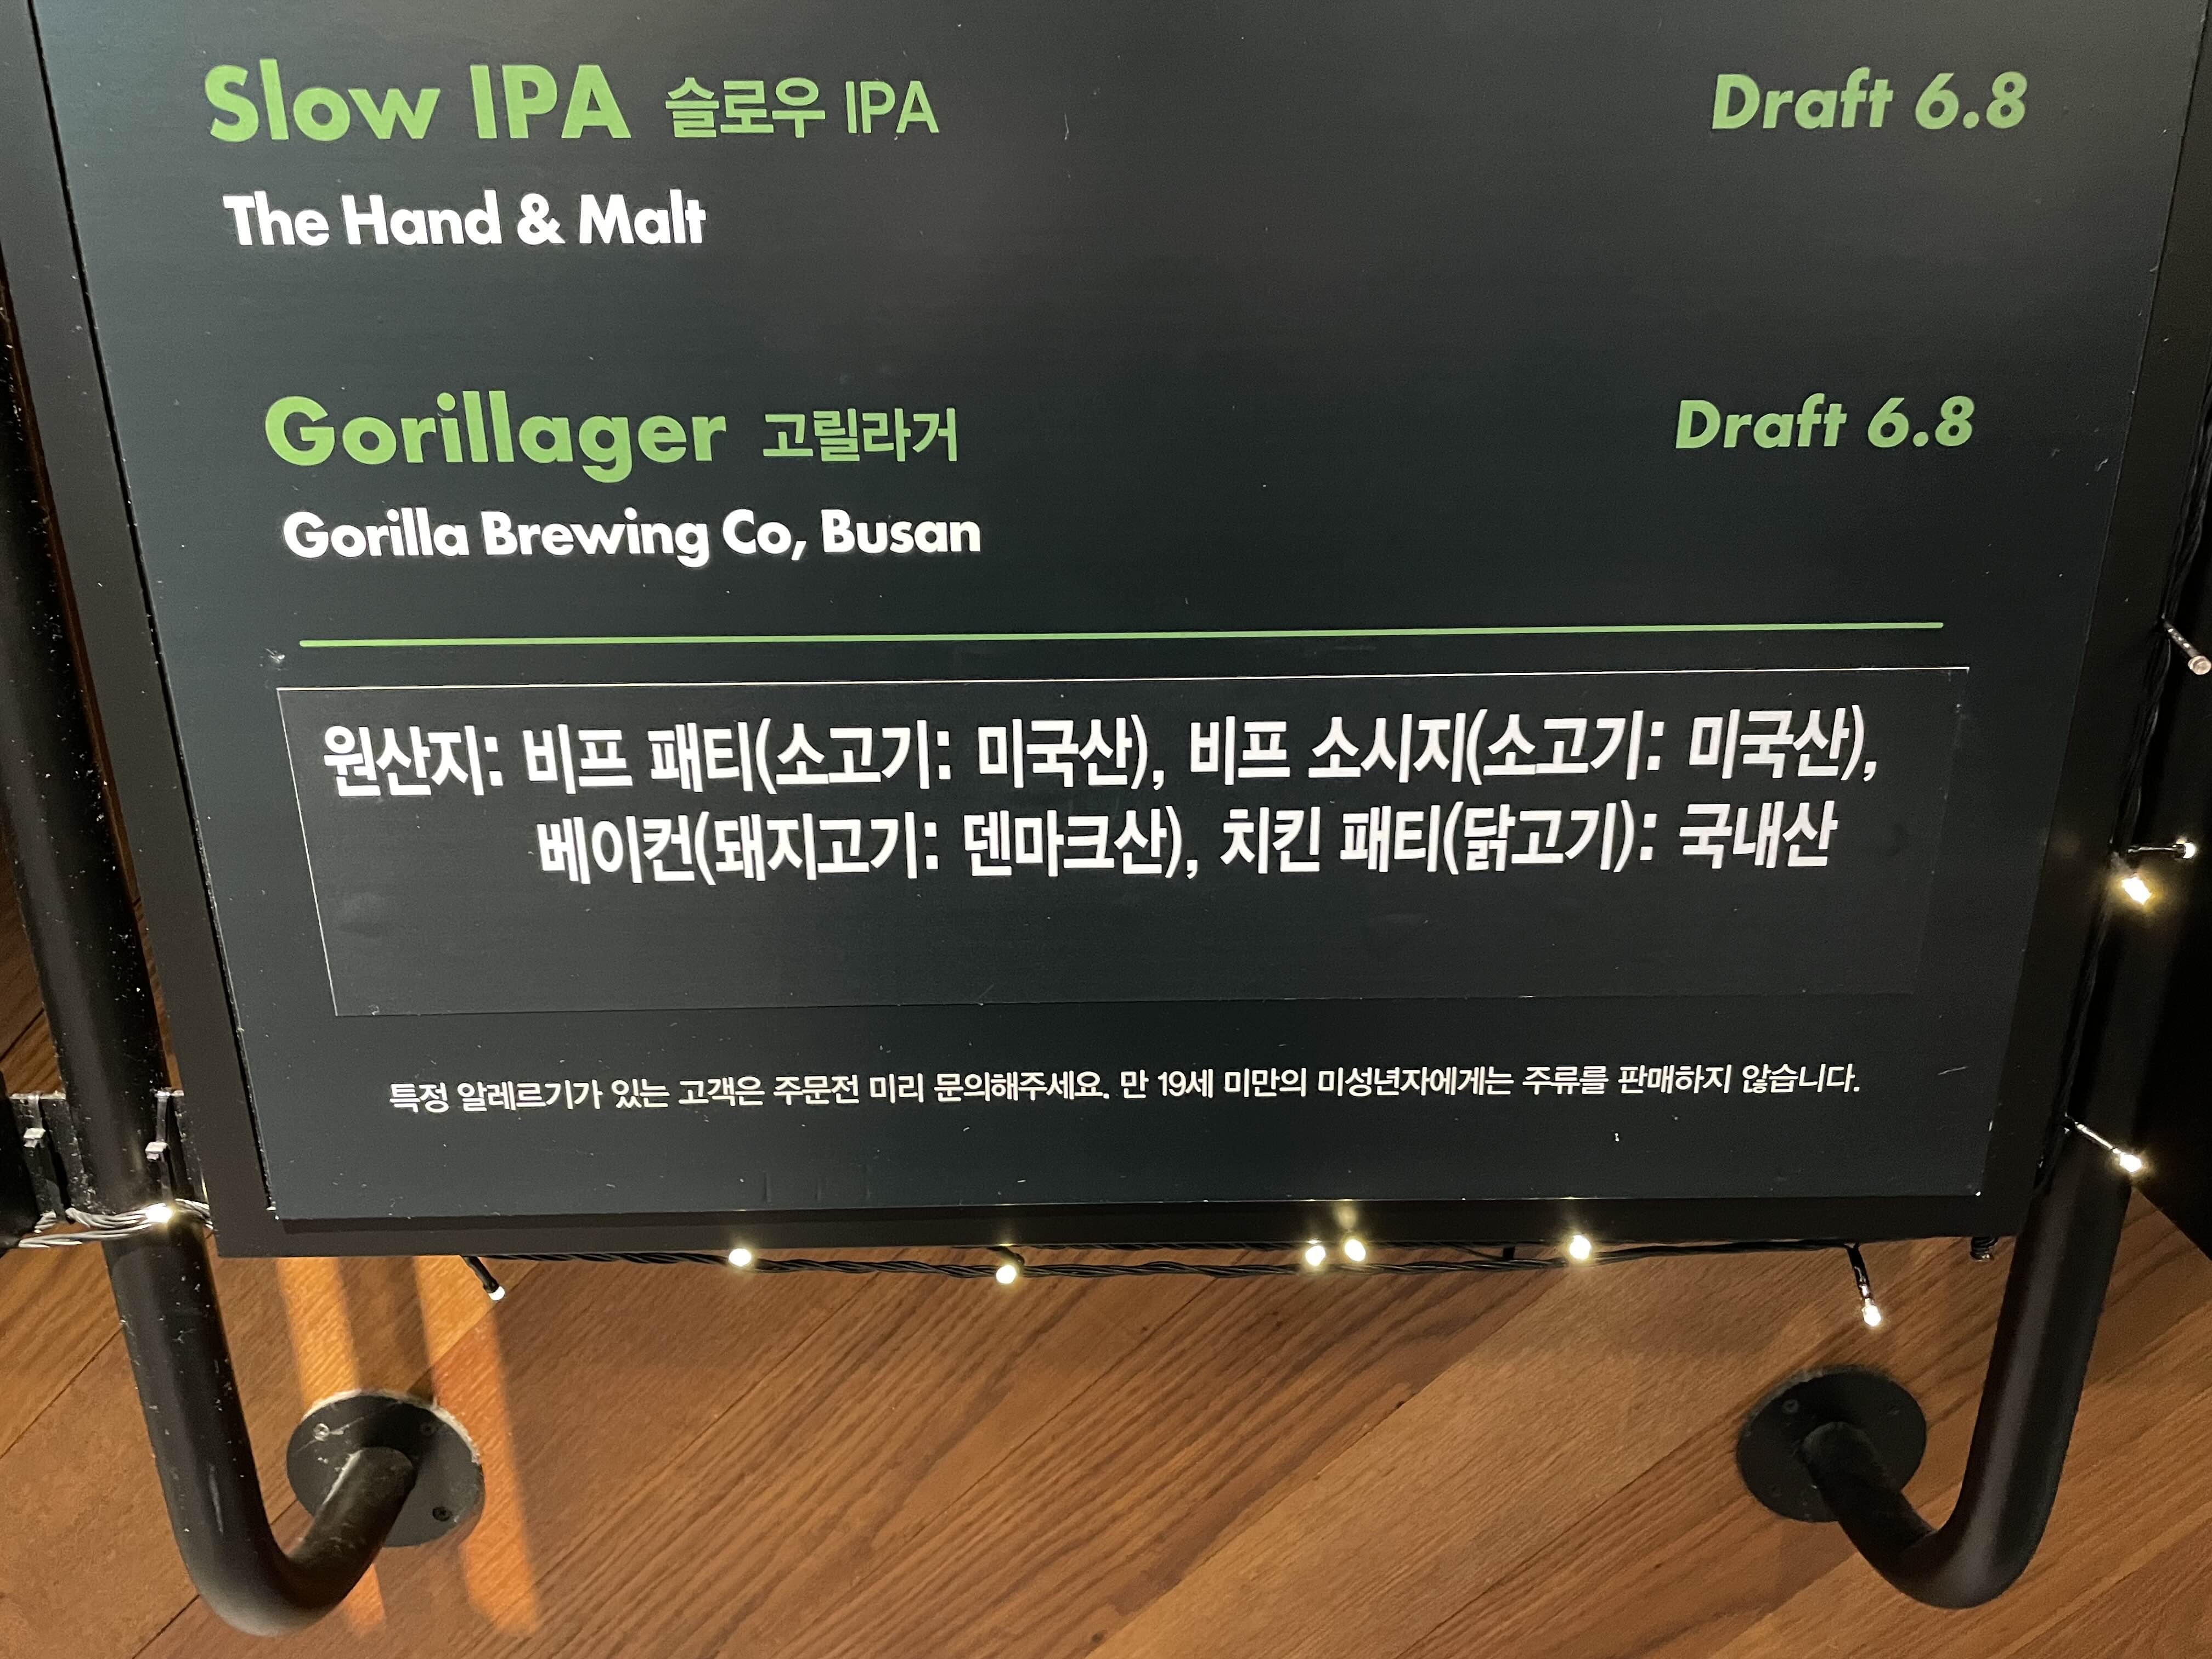 Slow IPA 슬로우 IPA Draft 6.8
The Hand & Malt
Gorillager 고릴라거 Draft 6.8
Gorilla Brewing Co, Busan
원산지: 비프 패티(소고기: 미국산), 비프 소시지(소고기: 미국산),
베이컨(돼지고기: 덴마크산), 치킨 패티(닭고기): 국내산
특정 알레르기가 있는 고객은 주문전 미리 문의해주세요. 만 19세 미만의 미성년자에게는 주류를 판매하지 않습니다.